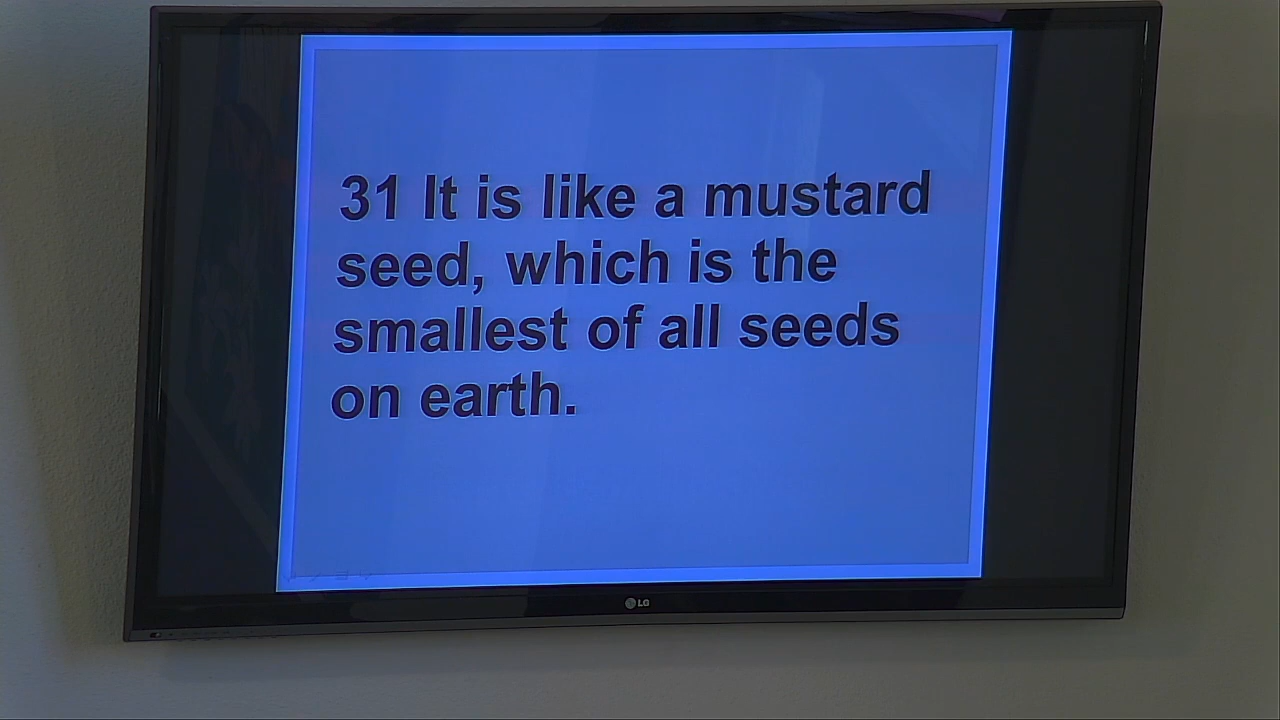 31 It is like a mustard
seed, which is the
smallest of all seeds
on earth.
LG